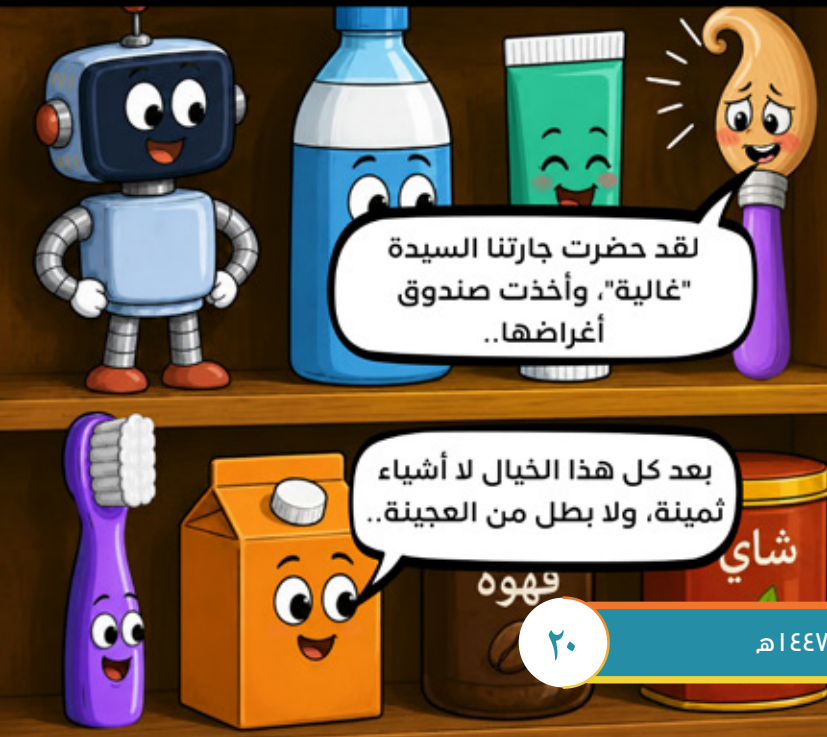 لقد حضرت جارتنا السيدة
"غالية"، وأخذت صندوق
أغراضها..
بعد كل هذا الخيال لا أشياء
ثمينة، ولا بطل من العجينة..
شاي
قهوة
٢٠
١٤٤٧هـ